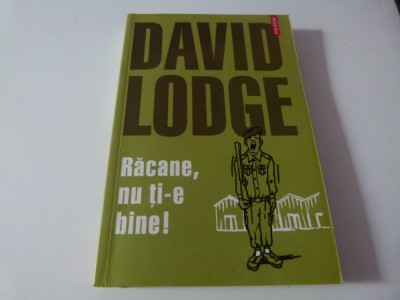 DAVID
LODGE
Răcane,
nu ți-e
bine!